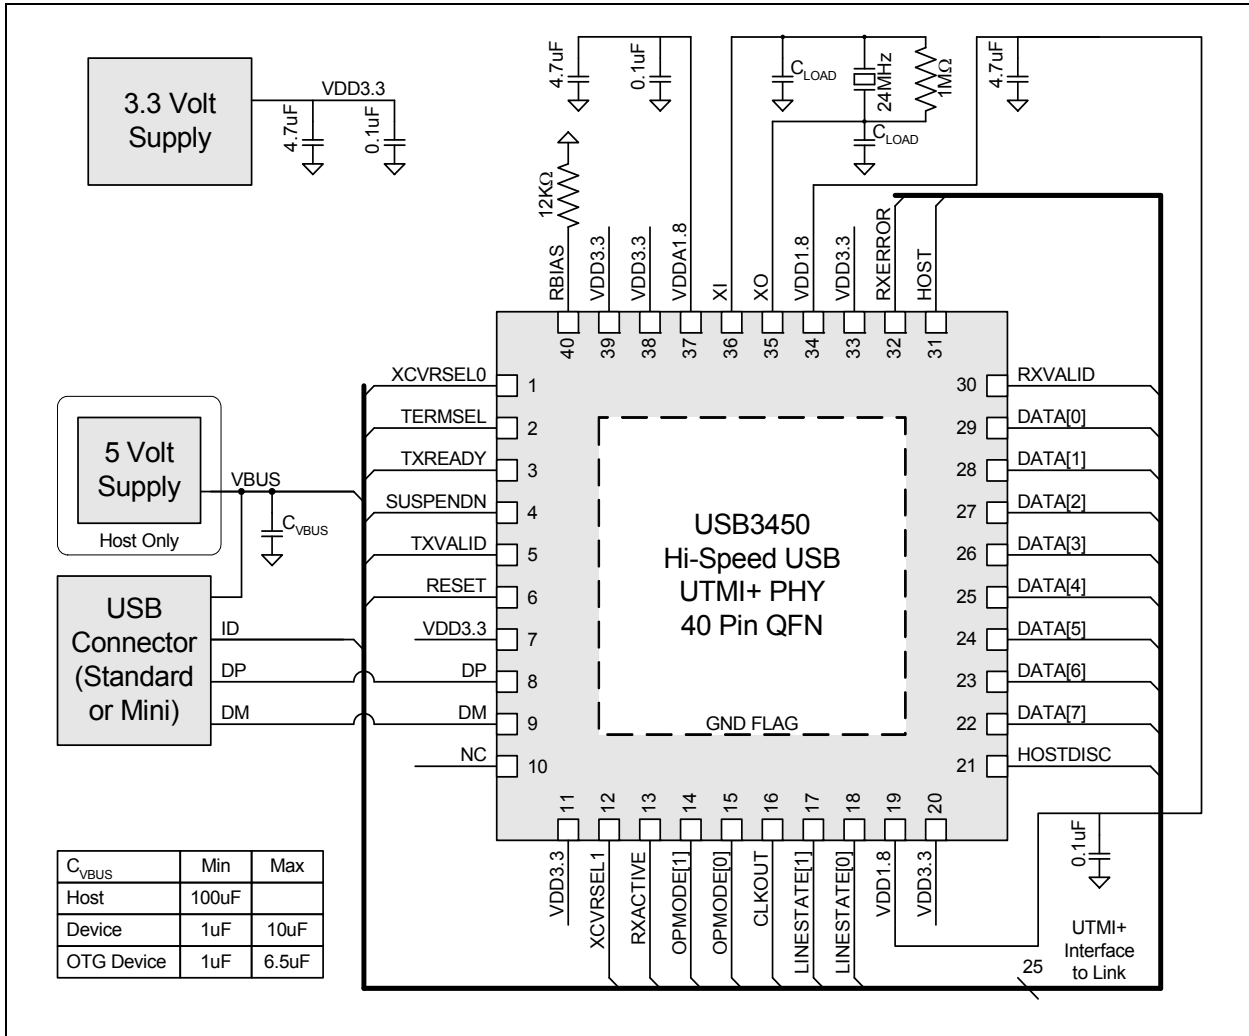 3.3 Volt
Supply
VDD3.3
4.7uF
0.1uF
4.7uF
0.1uF
C_LOAD
24MHz
1MΩ
C_LOAD
4.7uF
12KΩ
RBIAS
VDD3.3
VDD3.3
VDDA1.8
XI
XO
VDD1.8
VDD3.3
RXERROR
HOST
40
39
38
37
36
35
34
33
32
31
XCVRSEL0
1
TERMSEL
2
TXREADY
3
SUSPENDN
4
TXVALID
5
RESET
6
VDD3.3
7
DP
8
DM
9
NC
10
5 Volt
Supply
Host Only
VBUS
C_VBUS
USB
Connector
(Standard
or Mini)
ID
DP
DM
USB3450
Hi-Speed USB
UTMI+ PHY
40 Pin QFN
GND FLAG
30
RXVALID
29
DATA[0]
28
DATA[1]
27
DATA[2]
26
DATA[3]
25
DATA[4]
24
DATA[5]
23
DATA[6]
22
DATA[7]
21
HOSTDISC
11
12
13
14
15
16
17
18
19
20
VDD3.3
XCVRSEL1
RXACTIVE
OPMODE[1]
OPMODE[0]
CLKOUT
LINESTATE[1]
LINESTATE[0]
VDD1.8
VDD3.3
0.1uF
UTMI+
Interface
to Link
25
C_VBUS Min Max
Host 100uF
Device 1uF 10uF
OTG Device 1uF 6.5uF